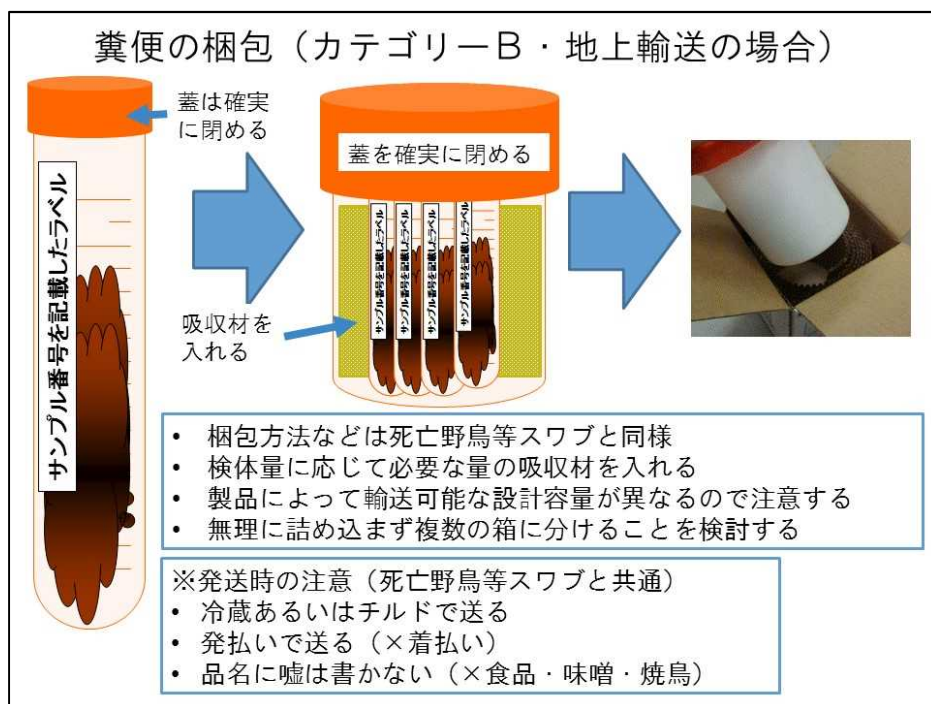 糞便の梱包（カテゴリーB・地上輸送の場合）
蓋は確実
に閉める
サンプル番号を記載したラベル
蓋を確実に閉める
サンプル番号を記載したラベル
サンプル番号を記載したラベル
サンプル番号を記載したラベル
サンプル番号を記載したラベル
吸収材を
入れる
• 梱包方法などは死亡野鳥等スワブと同様
• 検体量に応じて必要な量の吸収材を入れる
• 製品によって輸送可能な設計容量が異なるので注意する
• 無理に詰め込まず複数の箱に分けることを検討する
※発送時の注意（死亡野鳥等スワブと共通）
• 冷蔵あるいはチルドで送る
• 発払いで送る（×着払い）
• 品名に嘘は書かない（×食品・味噌・焼鳥）